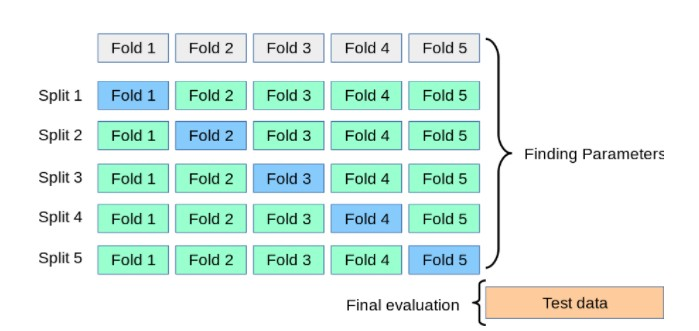 Fold 1 Fold 2 Fold 3 Fold 4 Fold 5
Split 1 Fold 1 Fold 2 Fold 3 Fold 4 Fold 5
Split 2 Fold 1 Fold 2 Fold 3 Fold 4 Fold 5
Finding Parameters
Split 3 Fold 1 Fold 2 Fold 3 Fold 4 Fold 5
Split 4 Fold 1 Fold 2 Fold 3 Fold 4 Fold 5
Split 5 Fold 1 Fold 2 Fold 3 Fold 4 Fold 5
Final evaluation Test data